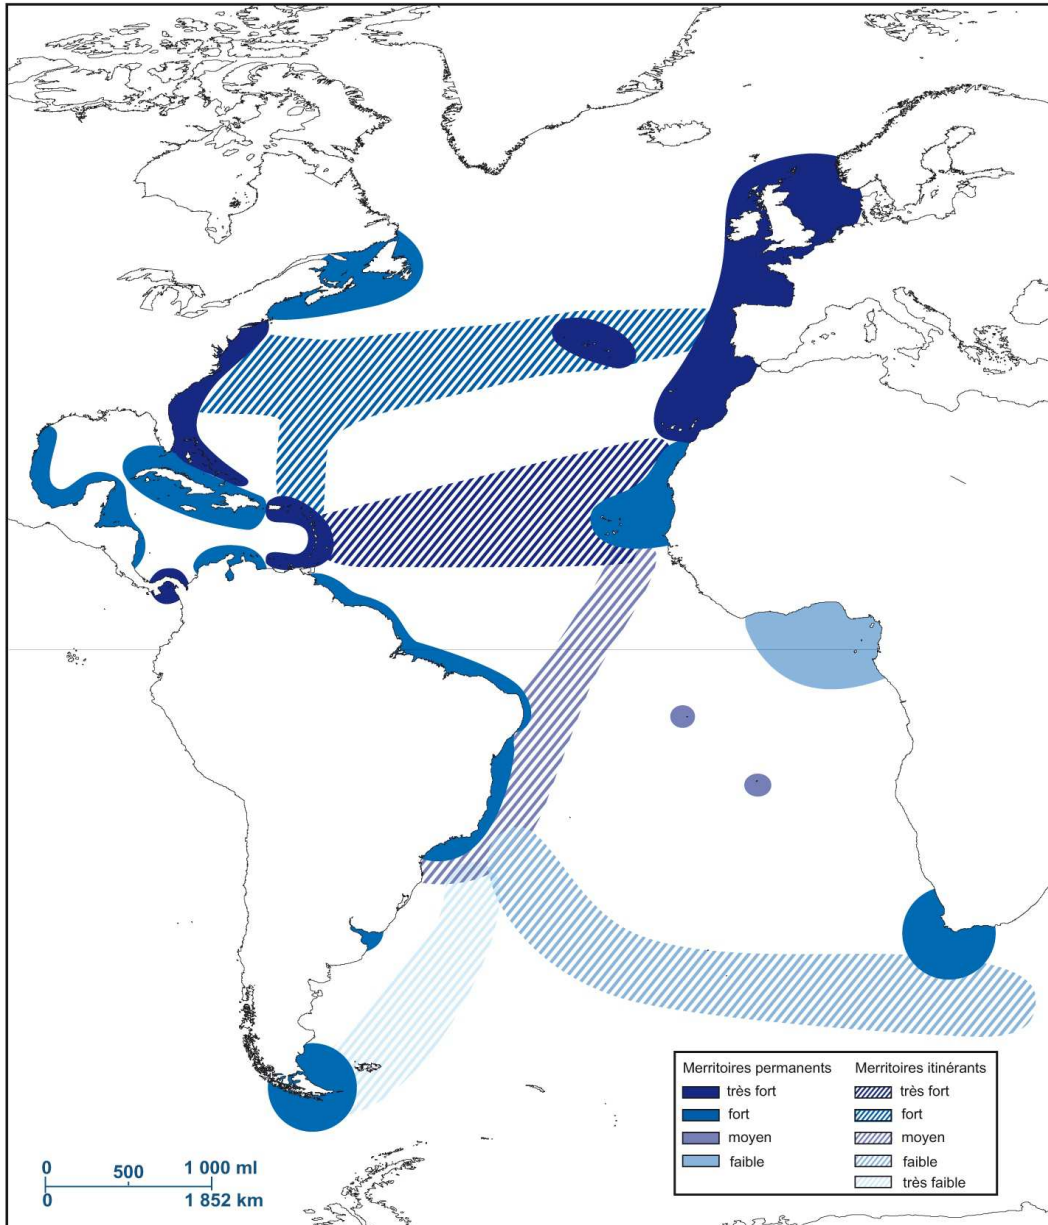 Merritoires permanents
très fort
fort
moyen
faible
Merritoires itinérants
très fort
fort
moyen
faible
très faible
0 500 1 000 ml
0 1 852 km